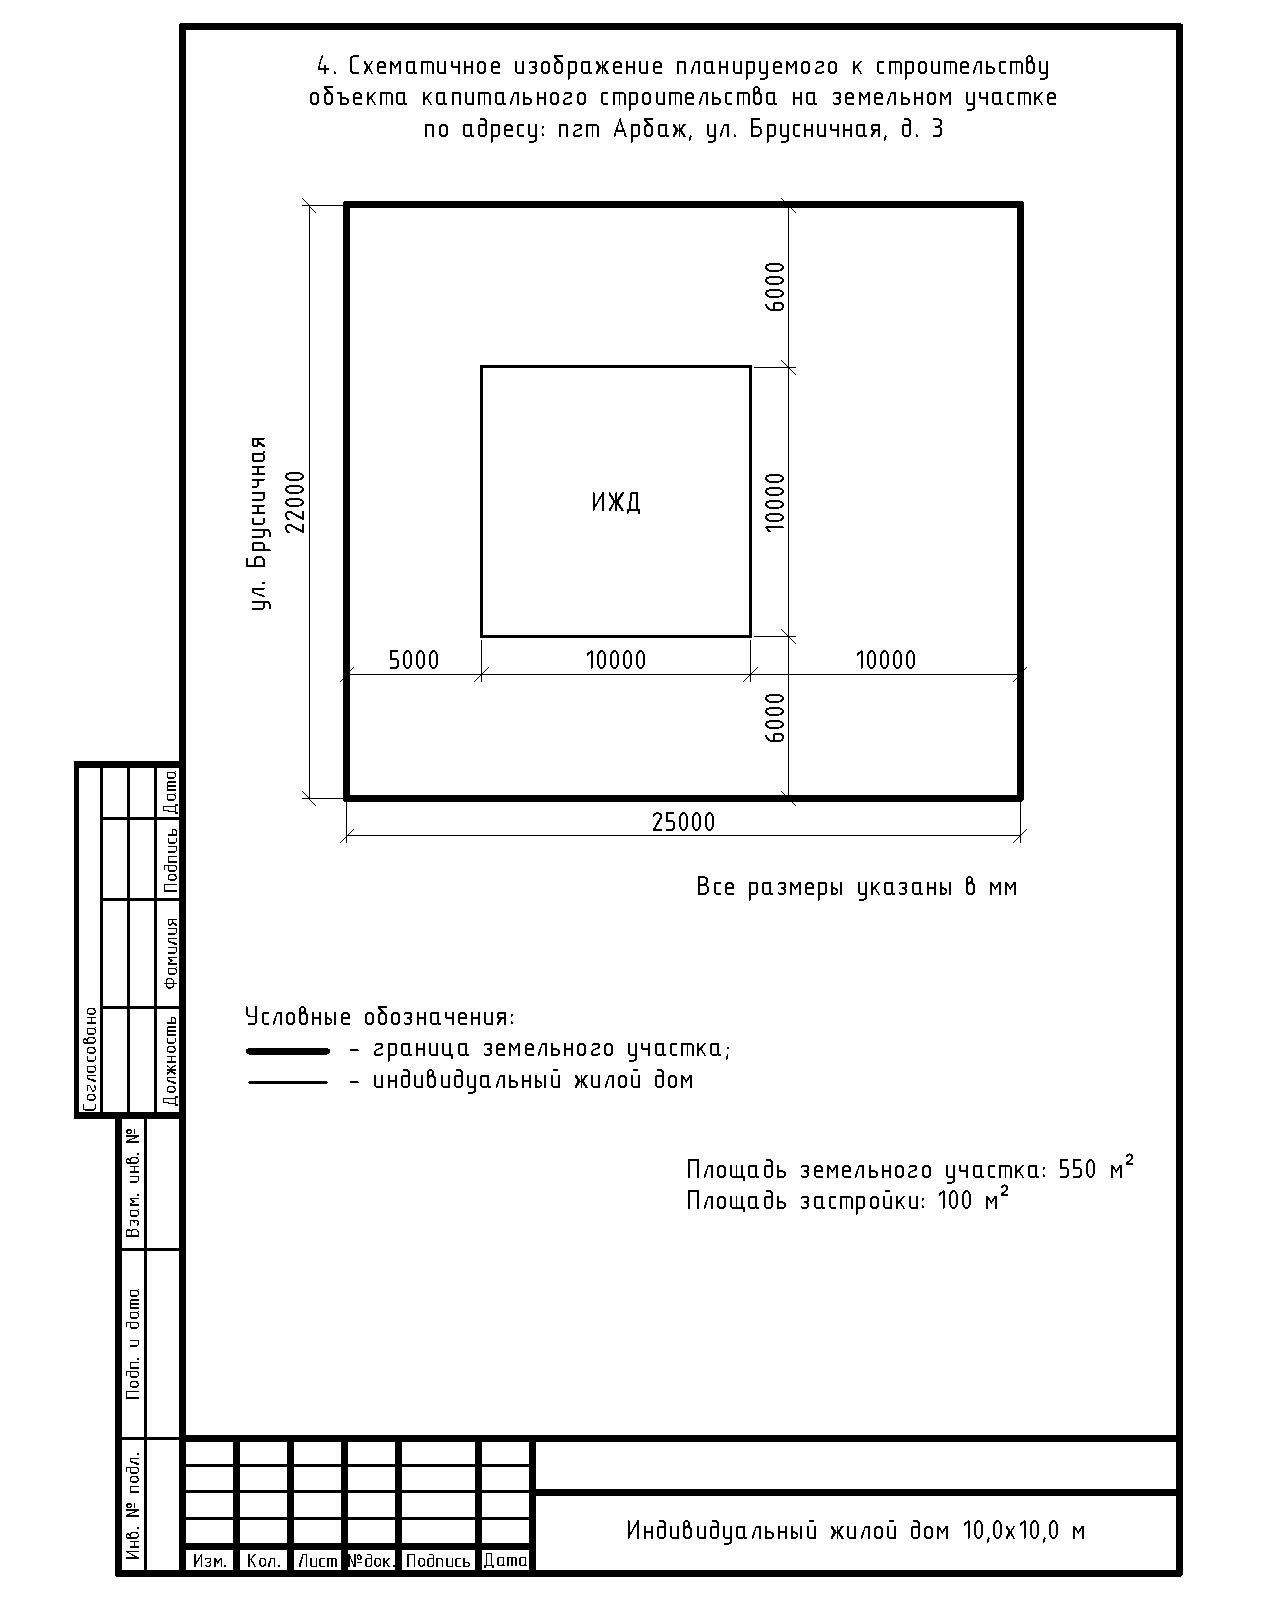 4. Схематичное изображение планируемого к строительству
объекта капитального строительства на земельном участке
по адресу: пгт Арбаж, ул. Брусничная, д. 3
6000
ул. Брусничная
22000
ИЖД
10000
5000
10000
10000
6000
25000
Все размеры указаны в мм
Условные обозначения:
- граница земельного участка;
- индивидуальный жилой дом
Площадь земельного участка: 550 м²
Площадь застройки: 100 м²
Согласовано
Должность
Фамилия
Подпись
Дата
Взам. инв. №
Подп. и дата
Инв. № подл.
Изм.
Кол.
Лист
№док.
Подпись
Дата
Индивидуальный жилой дом 10,0х10,0 м